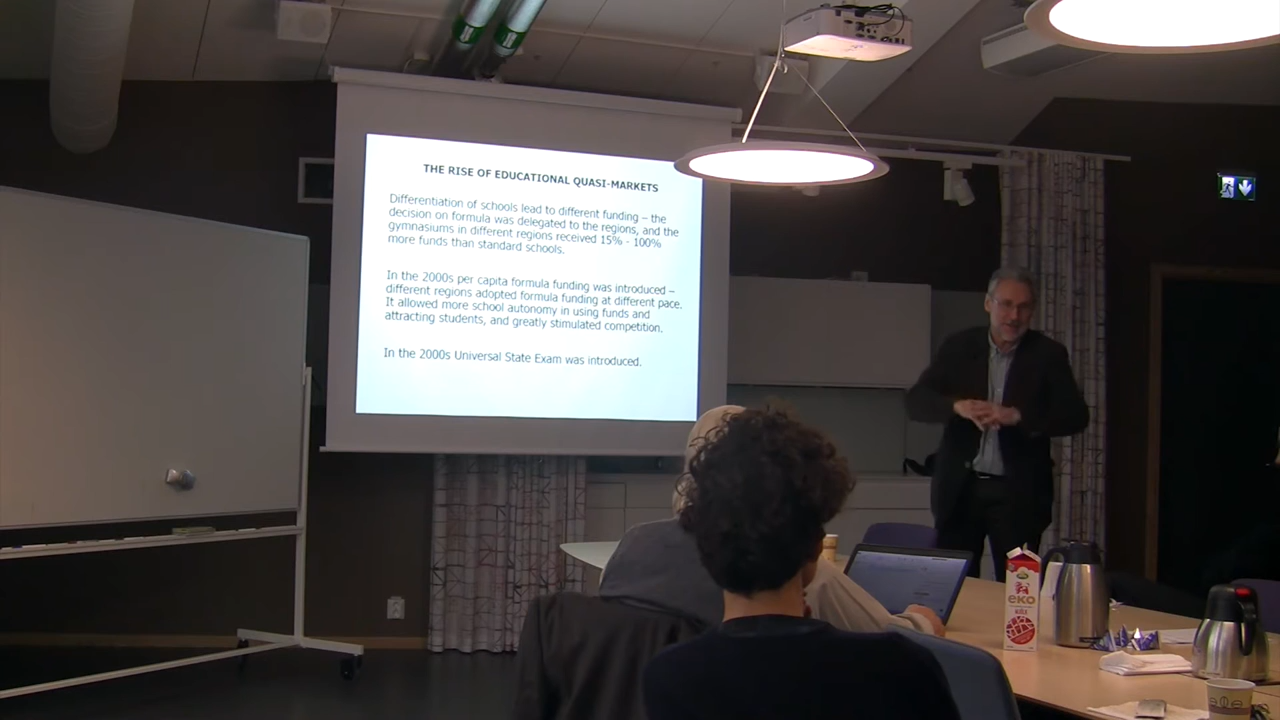 THE RISE OF EDUCATIONAL QUASI-MARKETS
Differentiation of schools lead to different funding – the
decision on formula was delegated to the regions, and the
gymnasiums in different regions received 15% - 100%
more funds than standard schools.
In the 2000s per capita formula funding was introduced –
different regions adopted formula funding at different pace.
It allowed more school autonomy in using funds and
attracting students, and greatly stimulated competition.
In the 2000s Universal State Exam was introduced.
eko